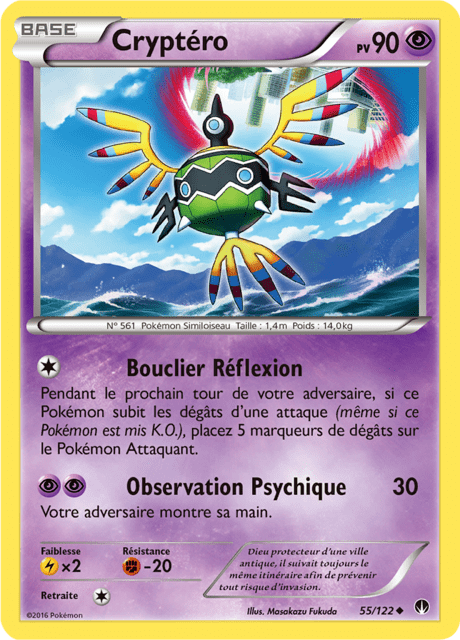 BASE
Cryptéro
PV 90
N° 561 Pokémon Similoiseau Taille : 1,4m Poids : 14,0kg
Bouclier Réflexion
Pendant le prochain tour de votre adversaire, si ce
Pokémon subit les dégâts d'une attaque (même si ce
Pokémon est mis K.O.), placez 5 marqueurs de dégâts sur
le Pokémon Attaquant.
Observation Psychique 30
Votre adversaire montre sa main.
Faiblesse
×2
Résistance
-20
Retraite
Dieu protecteur d'une ville
antique, il suivait toujours le
même itinéraire afin de prévenir
tout risque d'invasion.
©2016 Pokémon
Illus. Masakazu Fukuda
55/122